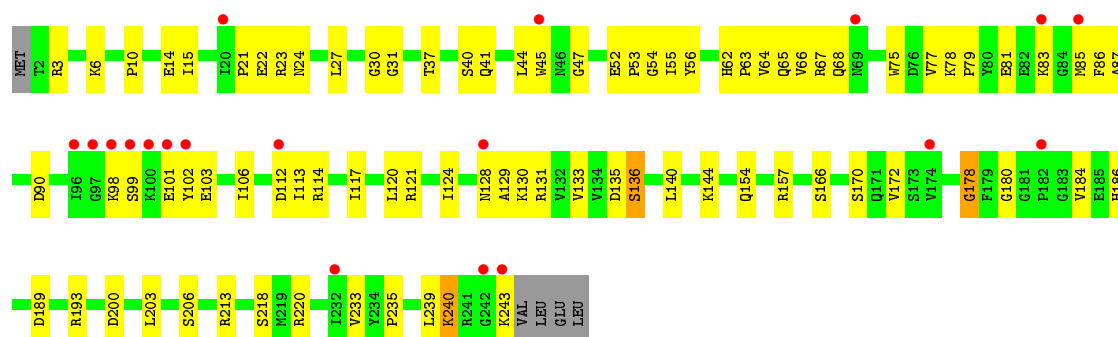 MET T2 R3 K6 P10 E14 I15 I20 P21 E22 R23 N24 L27 G30 G31 T37 S40 Q41 L44 W45 N46 G47 E52 P53 G54 I55 Y56 H62 P63 V64 Q65 V66 R67 Q68 N69 W75 D76 V77 K78 P79 Y80 E81 E82 K83 G84 M85 F86 A87
D90 I96 G97 K98 S99 K100 E101 Y102 E103 I106 D112 I113 R114 I117 L120 R121 I124 N128 A129 K130 R131 V132 V133 V134 D135 S136 L140 K144 Q154 R157 S166 S170 Q171 V172 S173 V174 G178 F179 G180 G181 P182 G183 V184 E185 H186
D189 R193 D200 L203 S206 R213 S218 M219 R220 I232 V233 Y234 P235 L239 K240 R241 G242 K243 VAL LEU GLU LEU